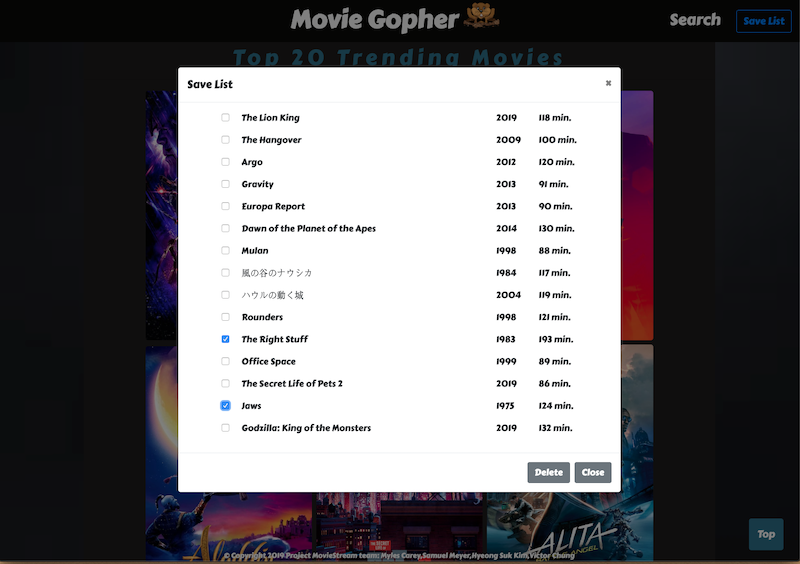 Movie Gopher
Search
Save List
Top 20 Trending Movies
Save List
×
The Lion King 2019 118 min.
The Hangover 2009 100 min.
Argo 2012 120 min.
Gravity 2013 91 min.
Europa Report 2013 90 min.
Dawn of the Planet of the Apes 2014 130 min.
Mulan 1998 88 min.
風の谷のナウシカ 1984 117 min.
ハウルの動く城 2004 119 min.
Rounders 1998 121 min.
The Right Stuff 1983 193 min.
Office Space 1999 89 min.
The Secret Life of Pets 2 2019 86 min.
Jaws 1975 124 min.
Godzilla: King of the Monsters 2019 132 min.
Delete Close
Top
Aladdin
ALITA
ANGEL
© Copyright 2019 Project MovieStream team: Myles Carey,Samuel Meyer,Hyeong Suk Kim,Victor Chung